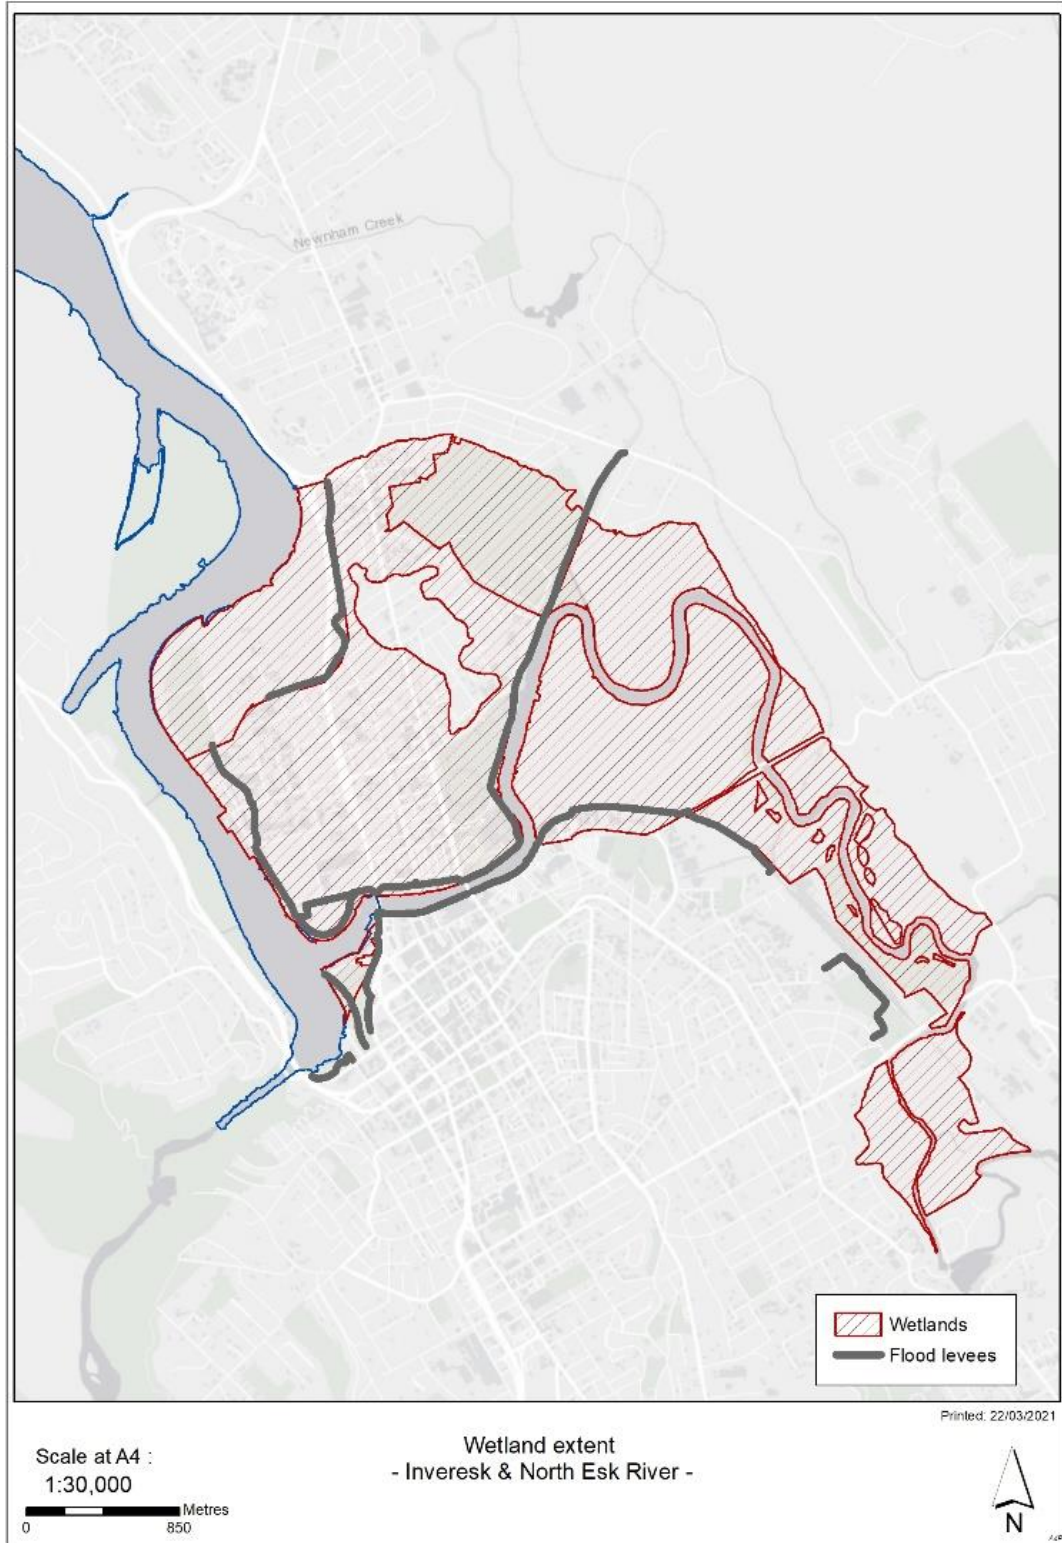 Newnham Creek
Wetlands
Flood levees
Printed: 22/03/2021
Scale at A4 :
1:30,000
Metres
0 850
Wetland extent
- Inveresk & North Esk River -
N